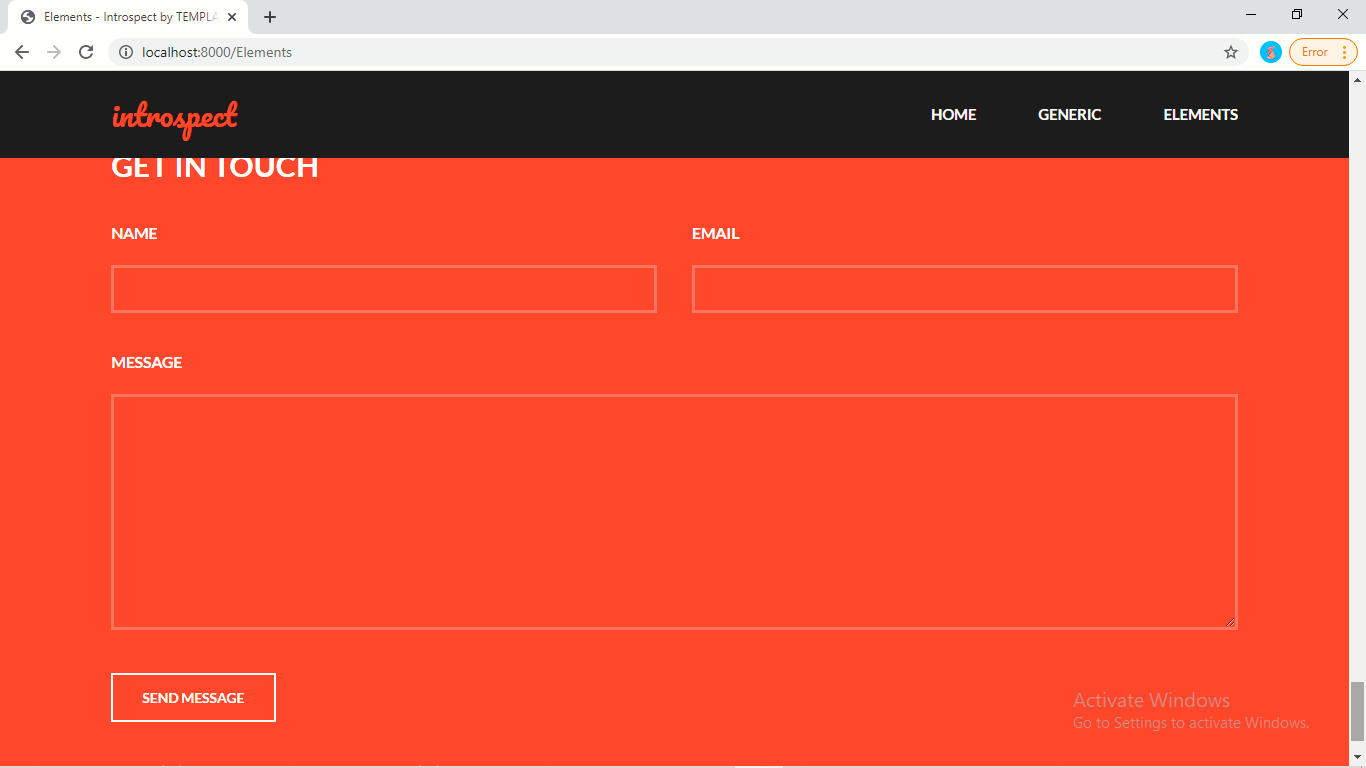 Elements - Introspect by TEMPLA
localhost:8000/Elements
Error
introspect
HOME
GENERIC
ELEMENTS
GET IN TOUCH
NAME
EMAIL
MESSAGE
SEND MESSAGE
Activate Windows
Go to Settings to activate Windows.